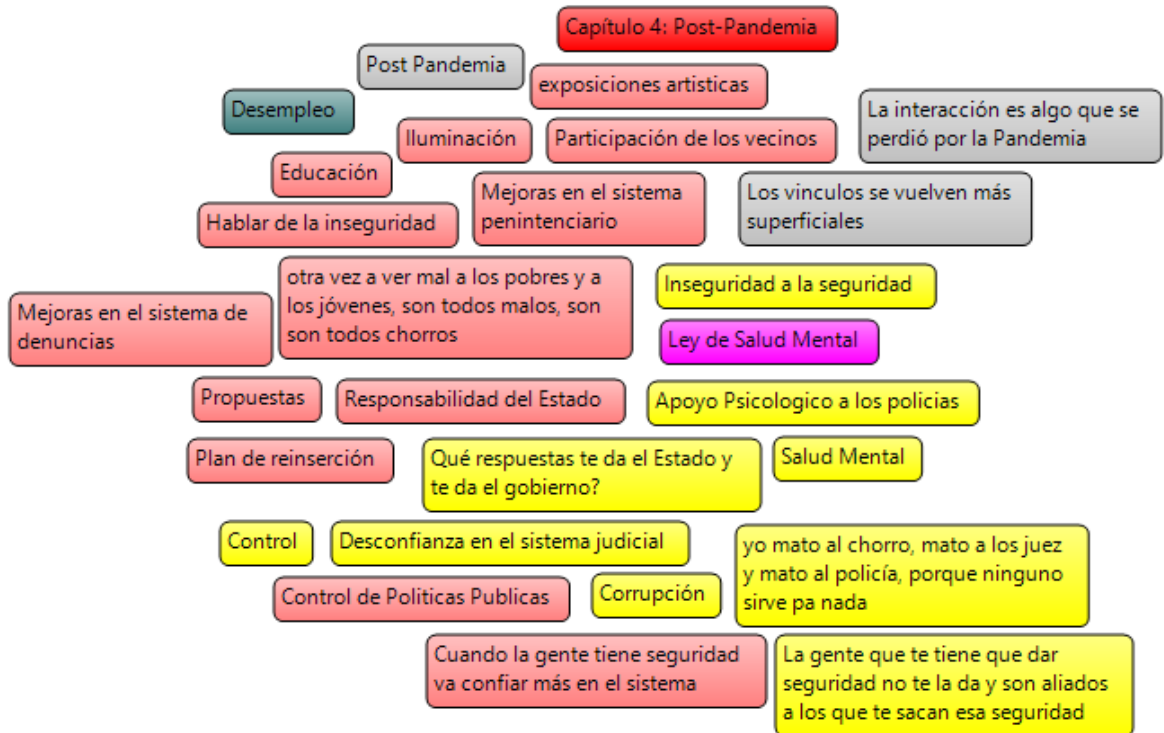 Capítulo 4: Post-Pandemia
Post Pandemia
exposiciones artisticas
Desempleo
La interacción es algo que se
perdió por la Pandemia
Iluminación
Participación de los vecinos
Educación
Mejoras en el sistema
penintenciario
Los vinculos se vuelven más
superficiales
Hablar de la inseguridad
otra vez a ver mal a los pobres y a
los jóvenes, son todos malos, son
son todos chorros
Inseguridad a la seguridad
Mejoras en el sistema de
denuncias
Ley de Salud Mental
Propuestas
Responsabilidad del Estado
Apoyo Psicologico a los policias
Plan de reinserción
Qué respuestas te da el Estado y
te da el gobierno?
Salud Mental
Control
Desconfianza en el sistema judicial
yo mato al chorro, mato a los juez
y mato al policía, porque ninguno
sirve pa nada
Control de Politicas Publicas
Corrupción
Cuando la gente tiene seguridad
va confiar más en el sistema
La gente que te tiene que dar
seguridad no te la da y son aliados
a los que te sacan esa seguridad